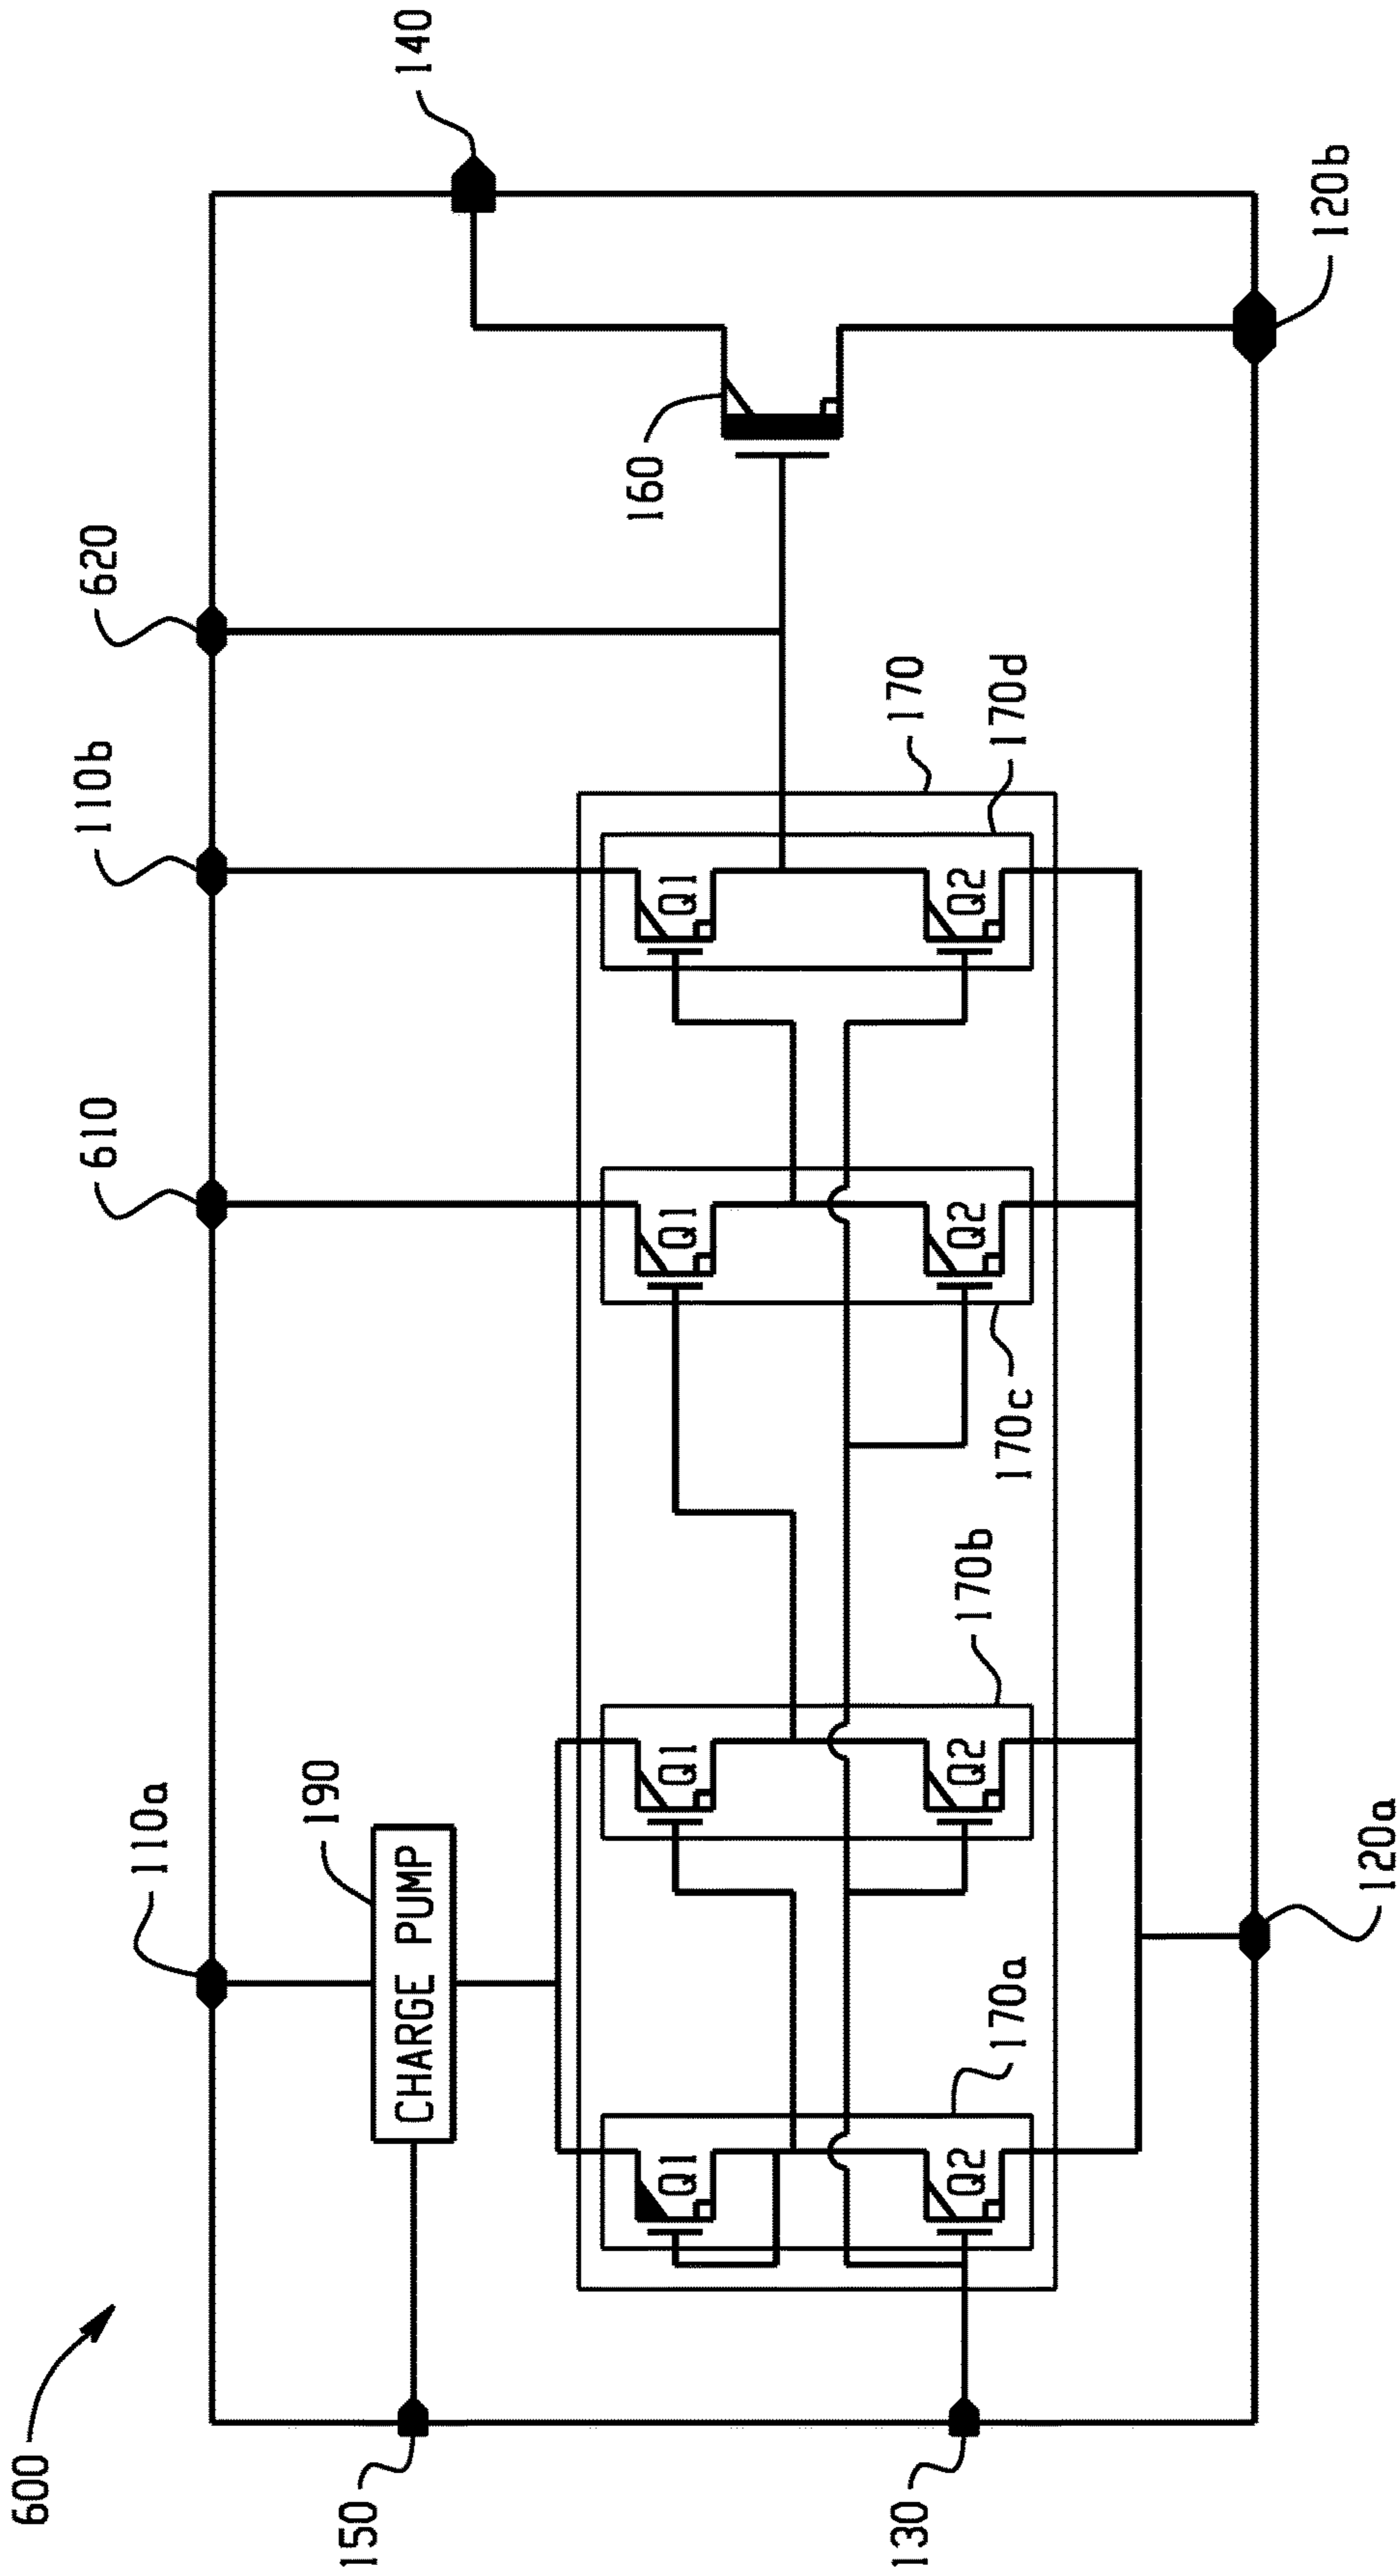 600
110a
610
110b
620
140
150
190
CHARGE PUMP
160
170
170d
Q1
Q1
Q1
Q1
Q2
Q2
Q2
Q2
170a
170b
170c
130
120a
120b